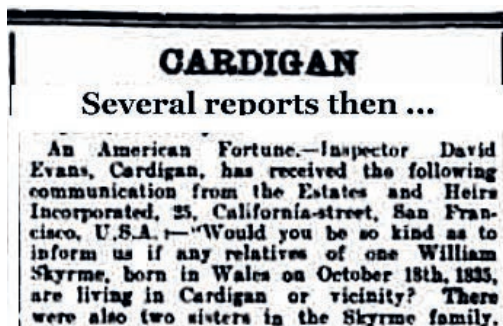 CARDIGAN
Several reports then ...
An American Fortune.—Inspector David
Evans, Cardigan, has received the following
communication from the Estates and Heirs
Incorporated, 25, California-street, San Fran-
cisco, U.S.A. :—"Would you be so kind as to
inform us if any relatives of one William
Skyrme, born in Wales on October 18th, 1835,
are living in Cardigan or vicinity? There
were also two sisters in the Skyrme family,